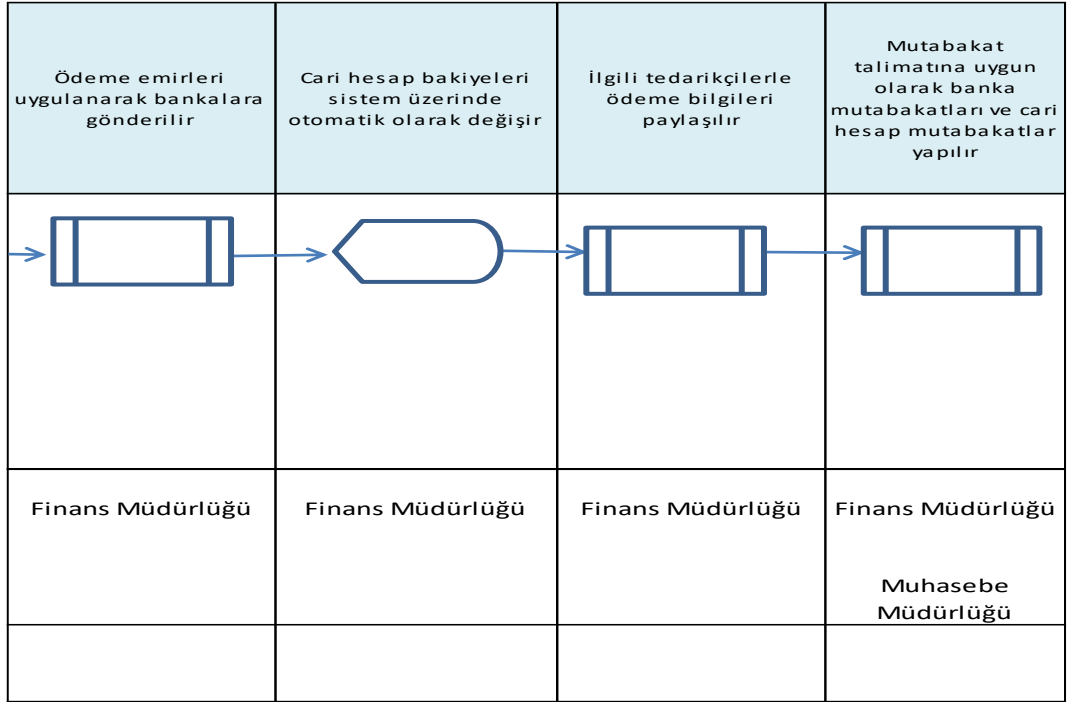 Ödeme emirleri
uygulanarak bankalara
gönderilir
Cari hesap bakiyeleri
sistem üzerinde
otomatik olarak değişir
İlgili tedarikçilerle
ödeme bilgileri
paylaşılır
Mutabakat
talimatına uygun
olarak banka
mutabakatları ve cari
hesap mutabakatlar
yapılır
Finans Müdürlüğü
Finans Müdürlüğü
Finans Müdürlüğü
Finans Müdürlüğü
Muhasebe
Müdürlüğü